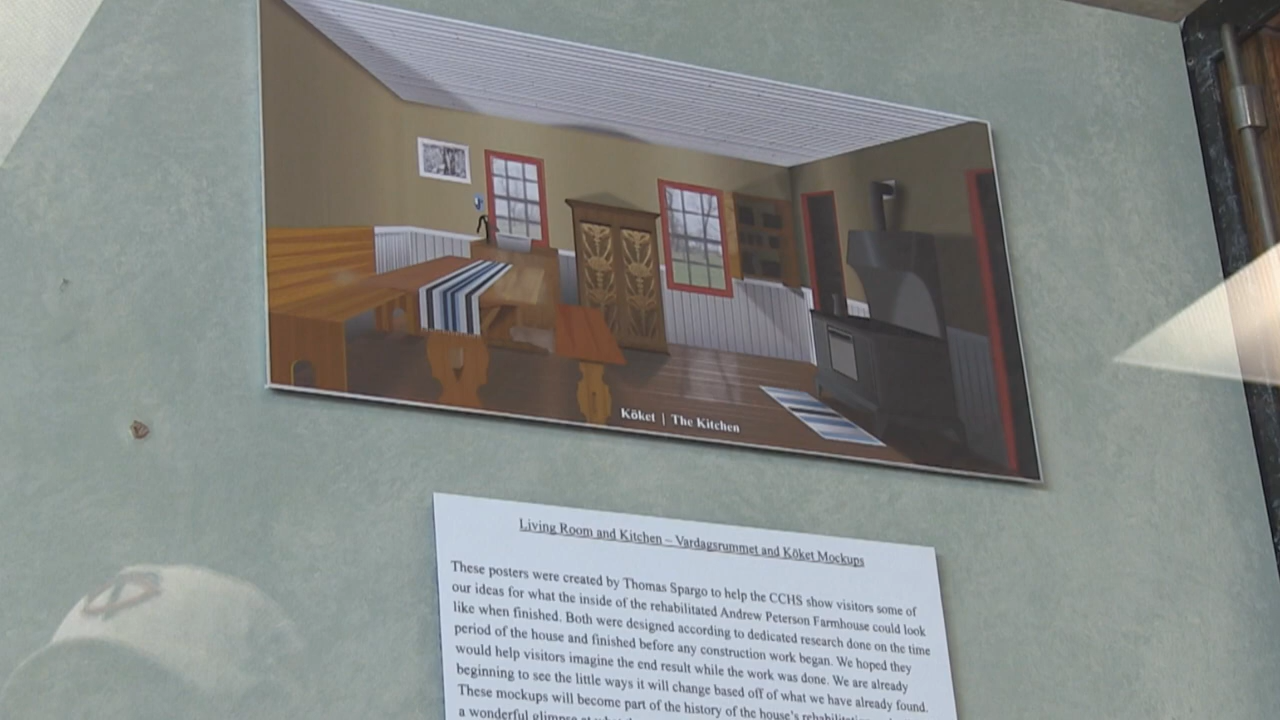 Köket | The Kitchen
Living Room and Kitchen – Vardagsrummet and Köket Mockups
These posters were created by Thomas Spargo to help the CCHS show visitors some of
our ideas for what the inside of the rehabilitated Andrew Peterson Farmhouse could look
like when finished. Both were designed according to dedicated research done on the time
period of the house and finished before any construction work began. We hoped they
would help visitors imagine the end result while the work was done. We are already
beginning to see the little ways it will change based off of what we have already found.
These mockups will become part of the history of the house's
a wonderful glimpse